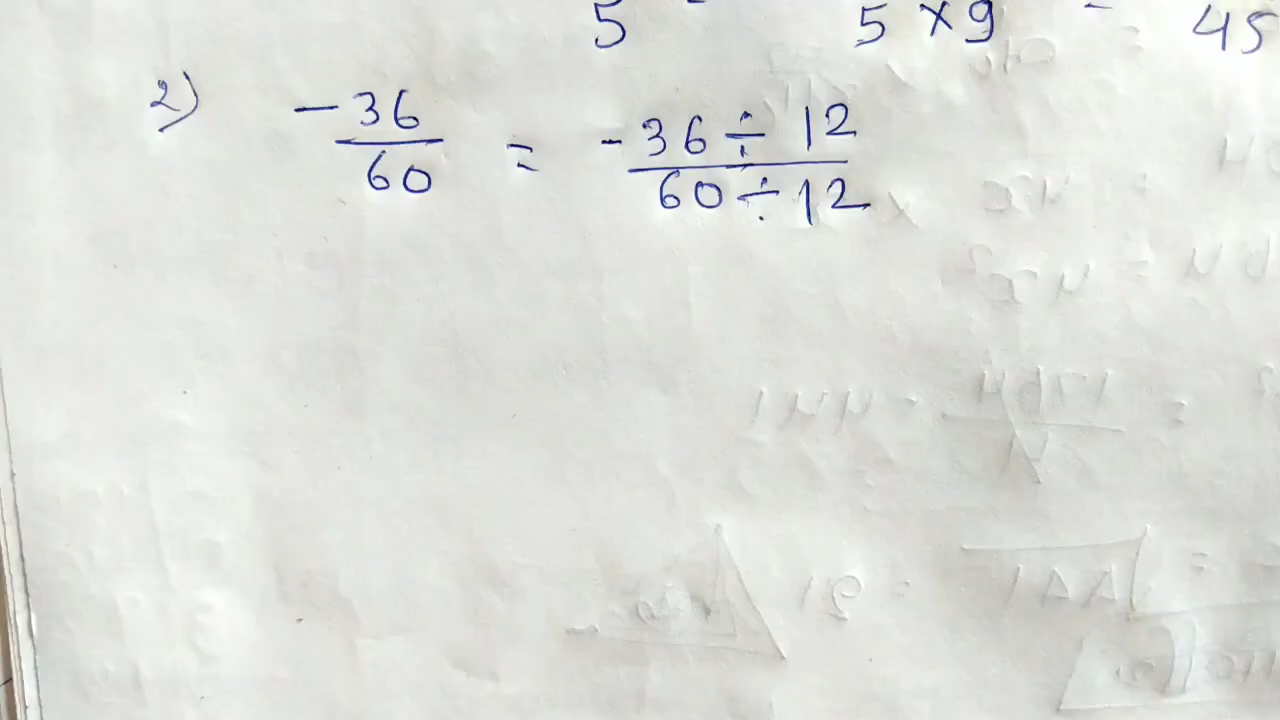 5 - 5 × 9 - 45
2) -36/60 = -36 ÷ 12/60 ÷ 12